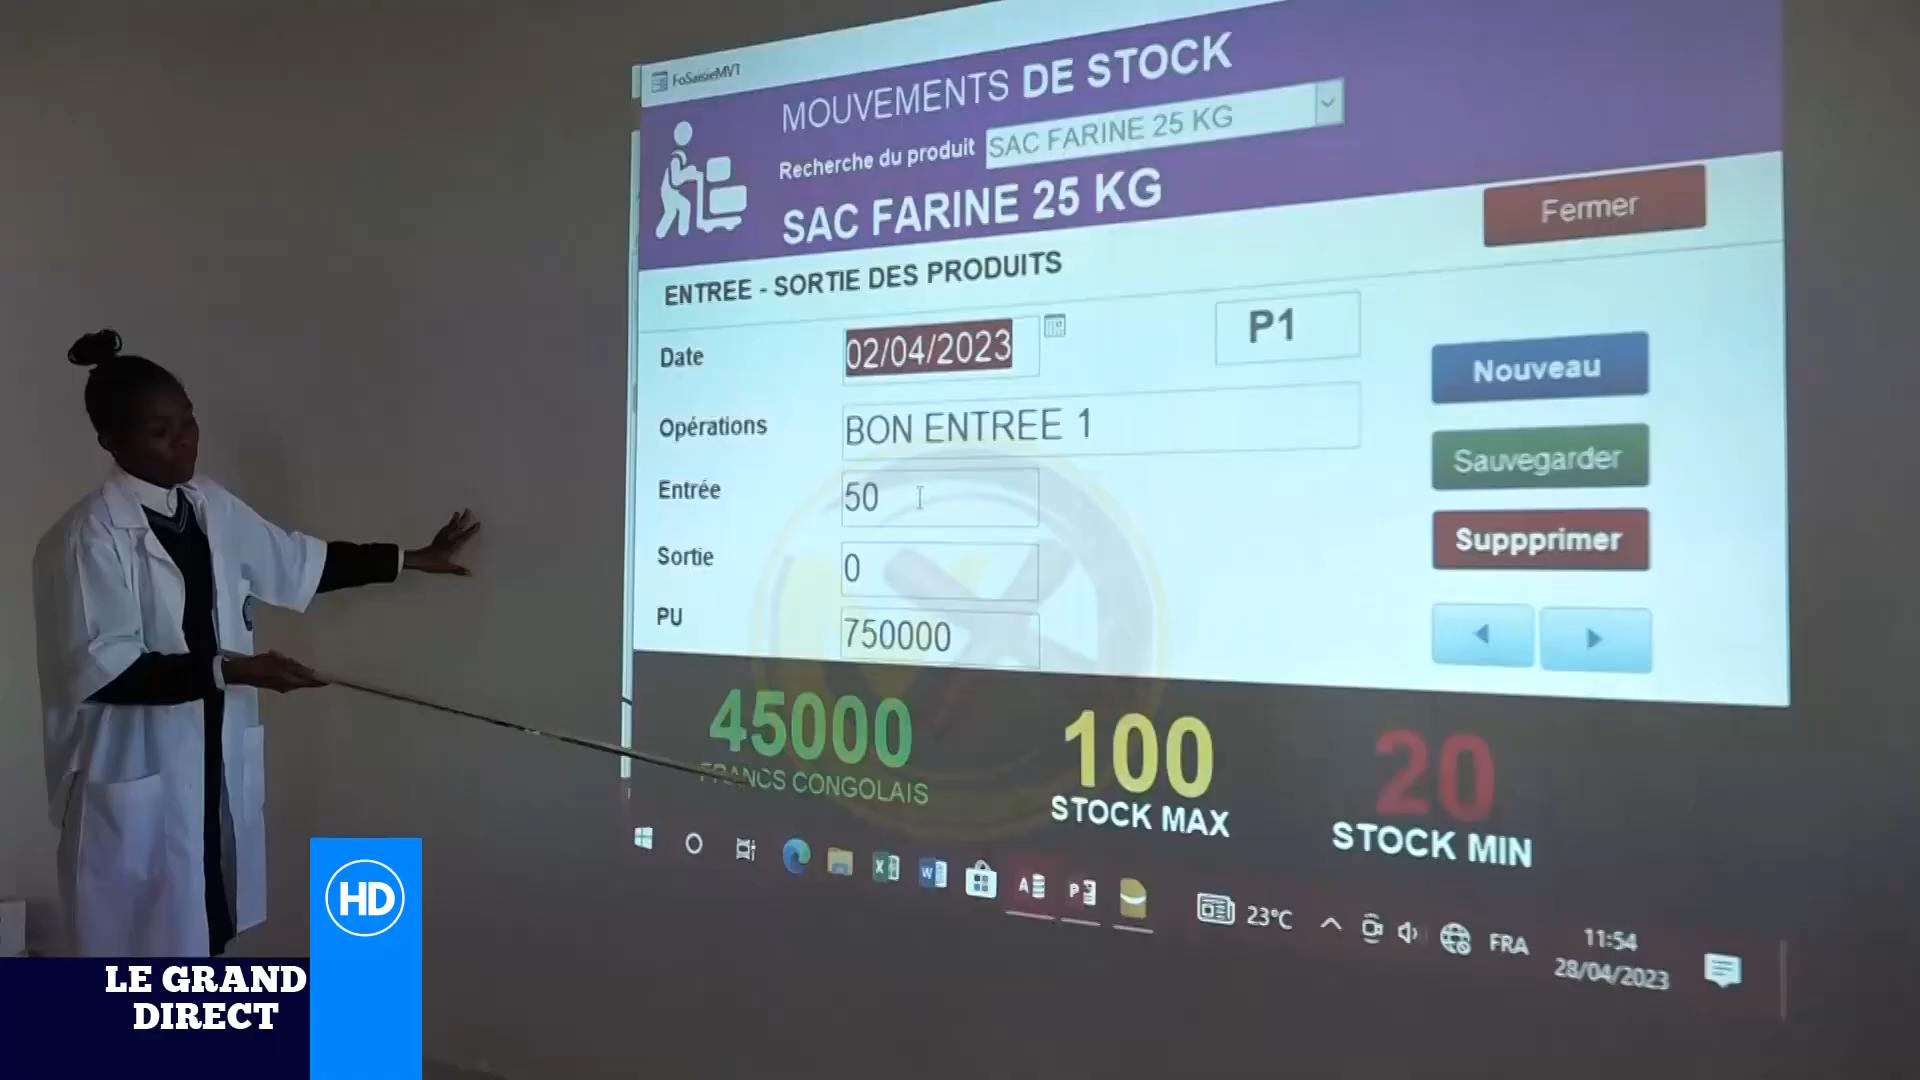 FoSaisieMVT
MOUVEMENTS DE STOCK
Recherche du produit SAC FARINE 25 KG
SAC FARINE 25 KG
Fermer
ENTREE - SORTIE DES PRODUITS
Date 02/04/2023 P1
Nouveau
Opérations BON ENTREE 1
Sauvegarder
Entrée 50
Suppprimer
Sortie 0
PU 750000
45000
FRANCS CONGOLAIS
100
STOCK MAX
20
STOCK MIN
23°C
FRA
11:54
28/04/2023
HD
LE GRAND
DIRECT